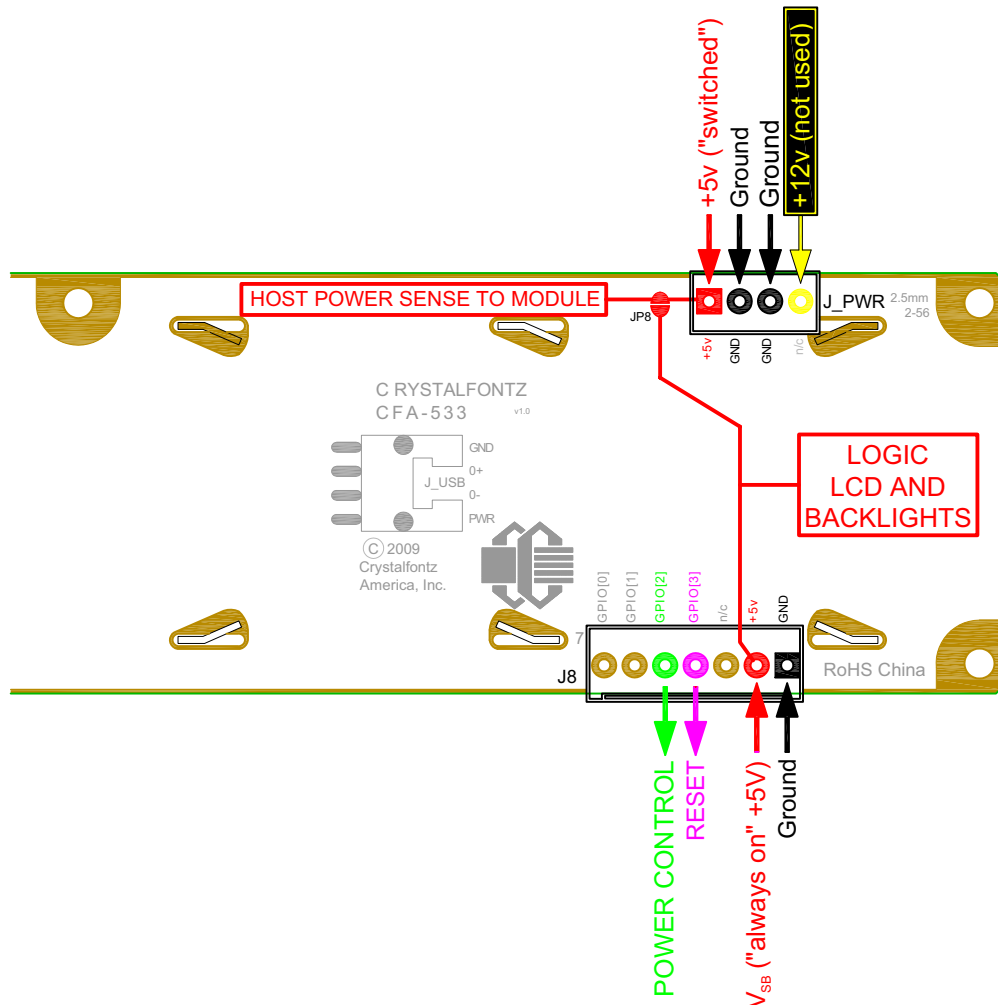 +5v ("switched")
Ground
Ground
+12v (not used)
HOST POWER SENSE TO MODULE
JP8
J_PWR
2.5mm
2-56
+5v
GND
GND
n/c
C RYSTALFONTZ
CFA-533
v1.0
GND
0+
J_USB
0-
PWR
LOGIC
LCD AND
BACKLIGHTS
C 2009
Crystalfontz
America, Inc.
GPIO[0]
GPIO[1]
GPIO[2]
GPIO[3]
n/c
+5v
GND
7
J8
RoHS China
POWER CONTROL
RESET
VSB ("always on" +5V)
Ground